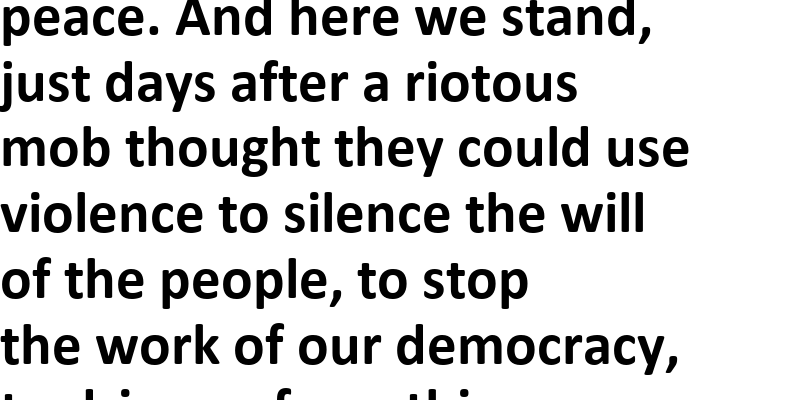 peace. And here we stand,
just days after a riotous
mob thought they could use
violence to silence the will
of the people, to stop
the work of our democracy,